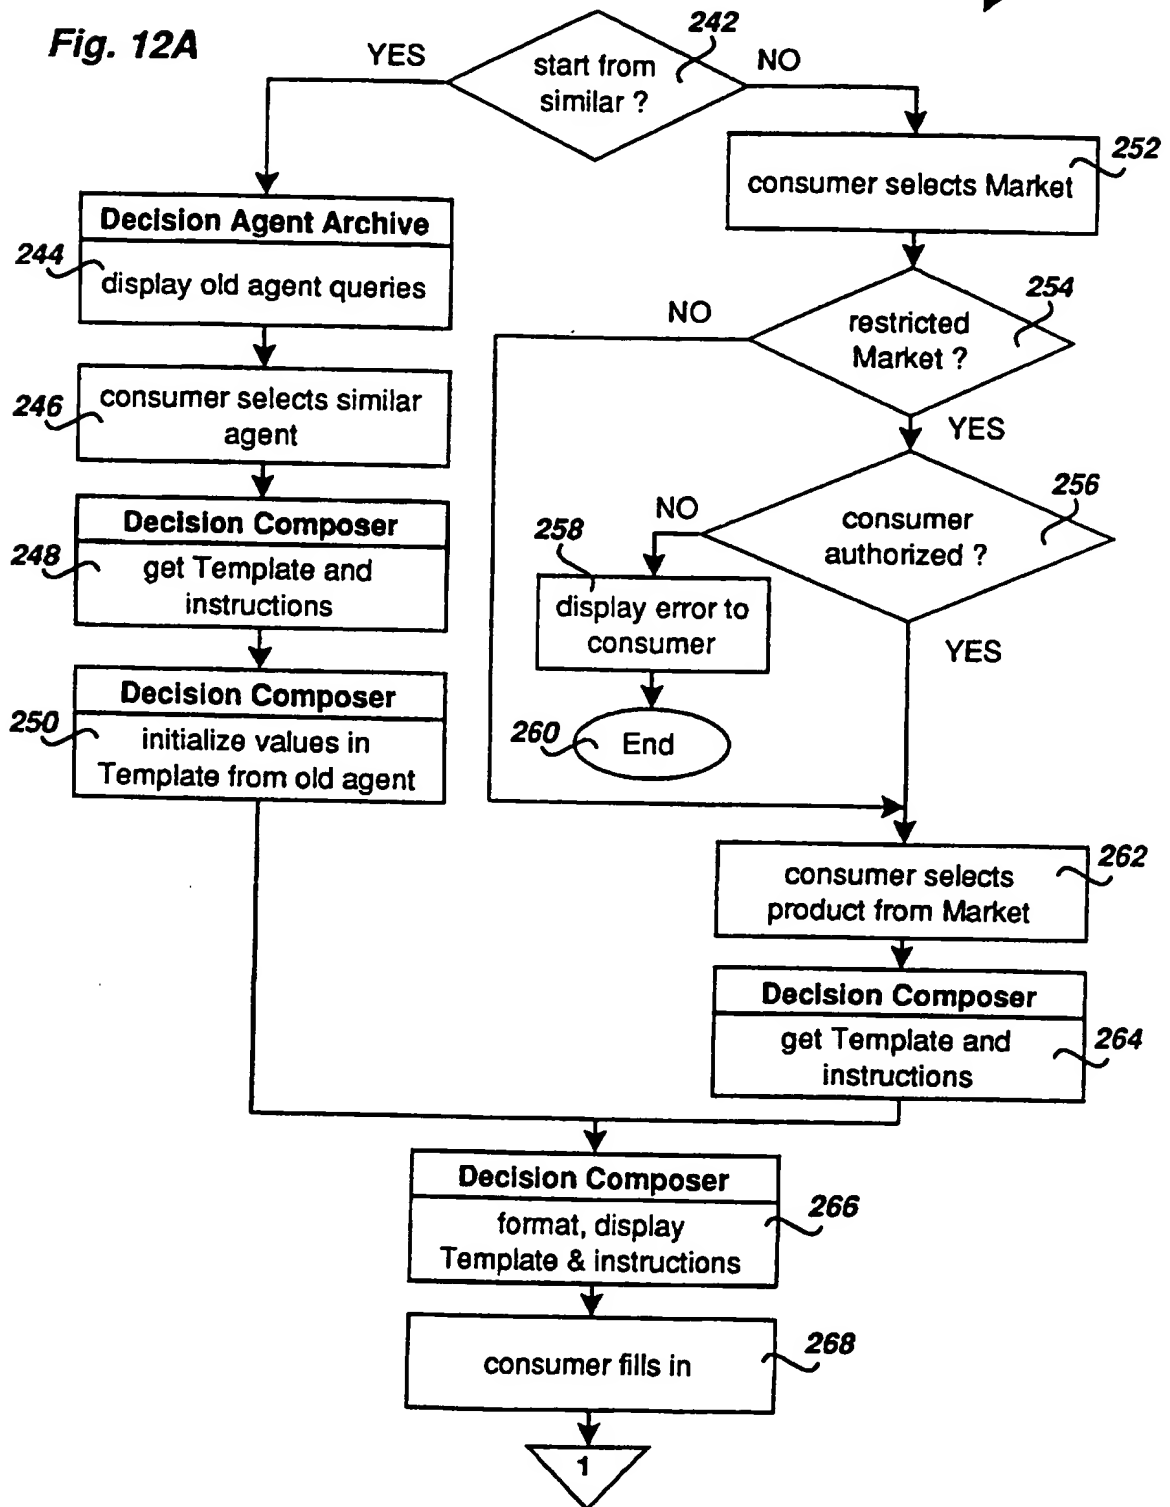 Fig. 12A
242
YES
start from
similar ?
NO
252
consumer selects Market
Decision Agent Archive
244
display old agent queries
254
NO
restricted
Market ?
YES
246
consumer selects similar
agent
256
NO
consumer
authorized ?
258
Decision Composer
248
get Template and
instructions
display error to
consumer
YES
Decision Composer
250
initialize values in
Template from old agent
260
End
262
consumer selects
product from Market
Decision Composer
264
get Template and
instructions
Decision Composer
266
format, display
Template & instructions
268
consumer fills in
1